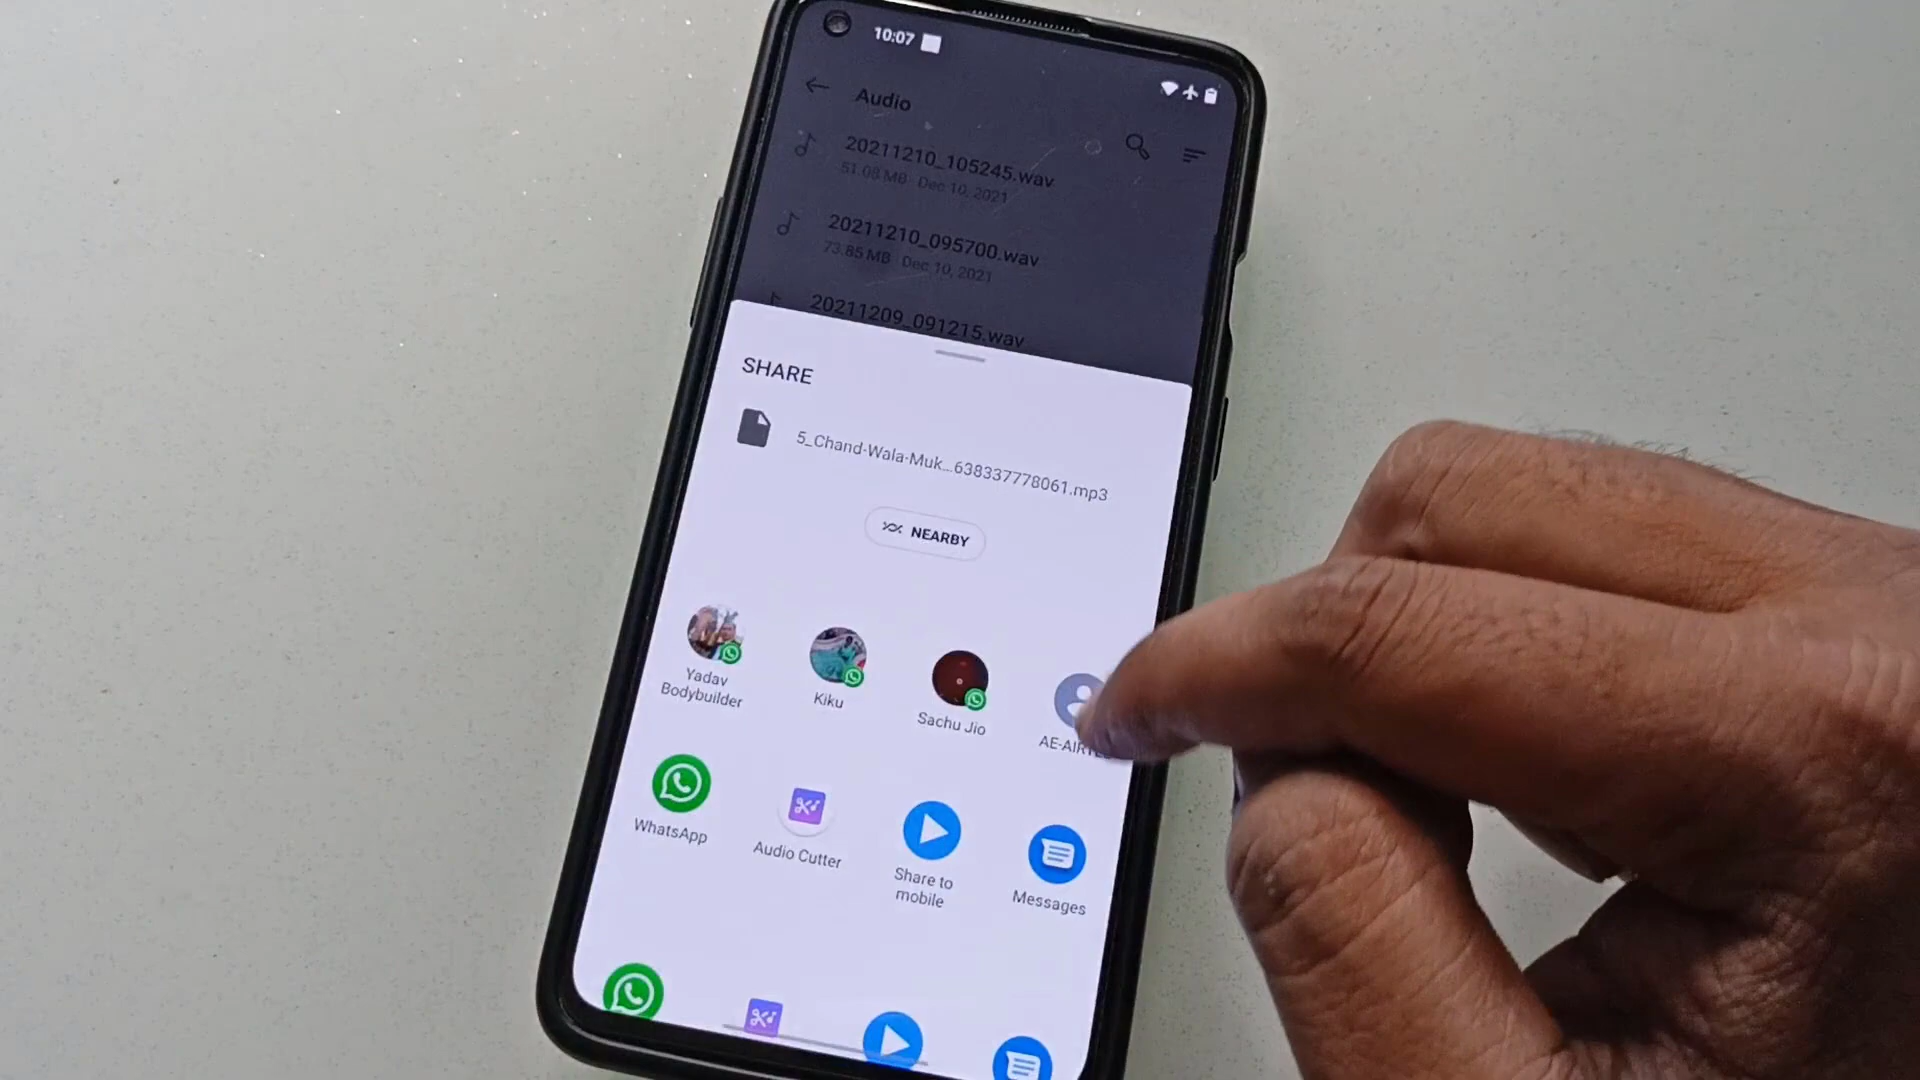 10:07
Audio
20211210_105245.wav
51.08 MB Dec 10, 2021
20211210_095700.wav
73.85 MB Dec 10, 2021
20211209_091215.wav
SHARE
5_Chand-Wala-Muk...638337778061.mp3
NEARBY
Yadav
Bodybuilder
Kiku
Sachu Jio
WhatsApp
Audio Cutter
Share to
mobile
Messages